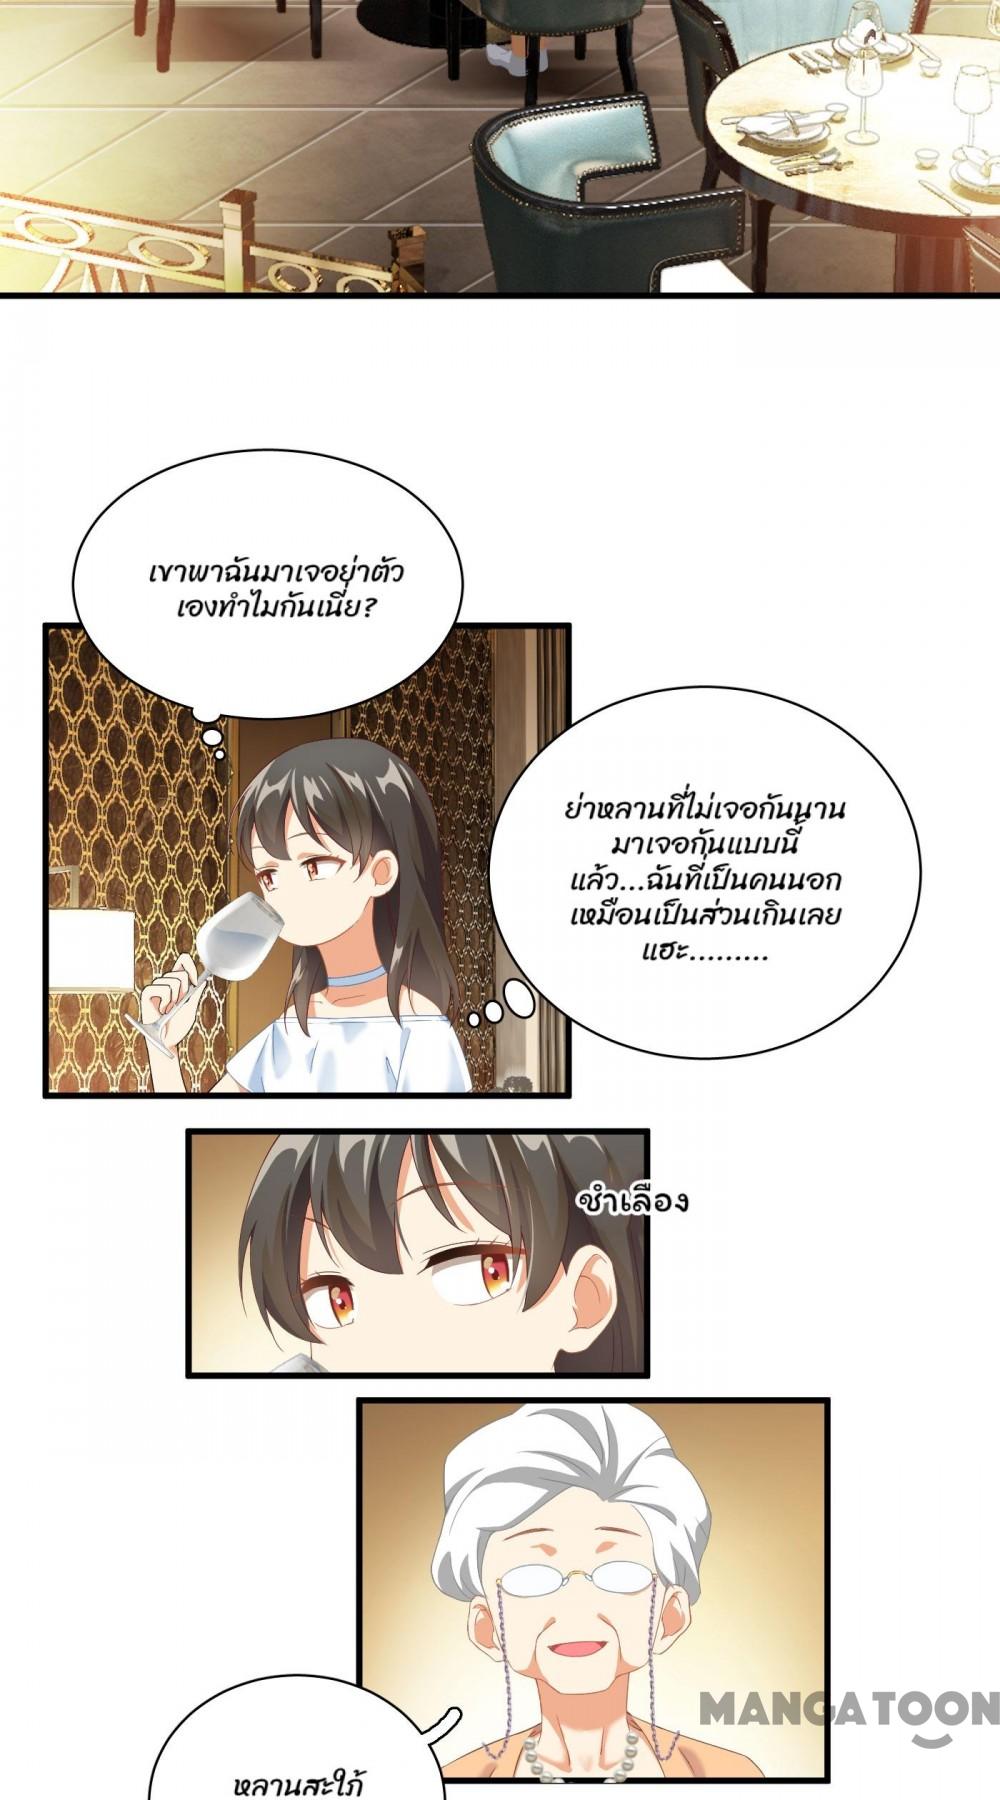 เขาพาฉันมาเจอย่าตัว
เองทำไมกันเนี่ย?
ย่าหลานที่ไม่เจอกันนาน
มาเจอกันแบบนี้
แล้ว...ฉันที่เป็นคนนอก
เหมือนเป็นส่วนเกินเลย
แฮะ.........
ชำเลือง
MANGATOON
หลานสะใภ้